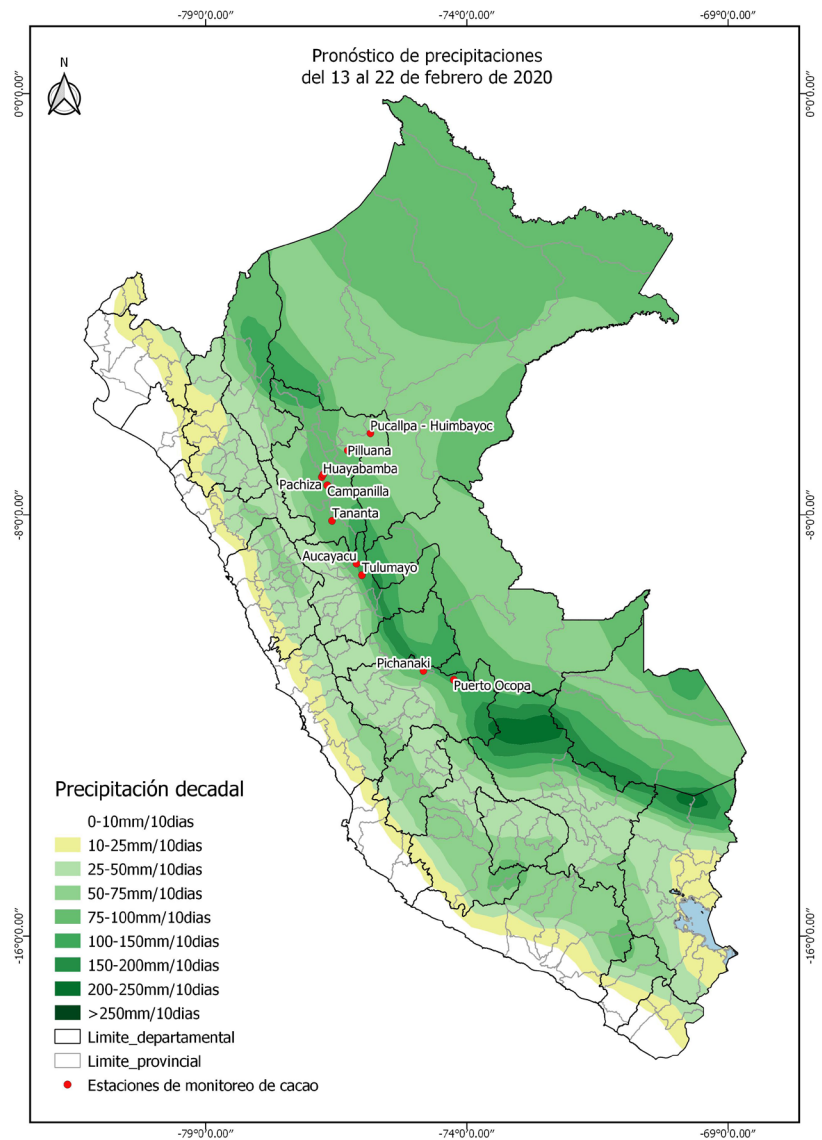 -79°0'0.00"
-74°0'0.00"
-69°0'0.00"
Pronóstico de precipitaciones
del 13 al 22 de febrero de 2020
N
0°0'0.00"
0°0'0.00"
Pucallpa - Huimbayoc
Pilluana
Huayabamba
Pachiza
Campanilla
Tananta
-8°0'0.00"
-8°0'0.00"
Aucayacu
Tulumayo
Pichanaki
Puerto Ocopa
Precipitación decadal
0-10mm/10dias
10-25mm/10dias
25-50mm/10dias
50-75mm/10dias
75-100mm/10dias
100-150mm/10dias
150-200mm/10dias
200-250mm/10dias
>250mm/10dias
Limite_departamental
Limite_provincial
Estaciones de monitoreo de cacao
-16°0'0.00"
-16°0'0.00"
-79°0'0.00"
-74°0'0.00"
-69°0'0.00"